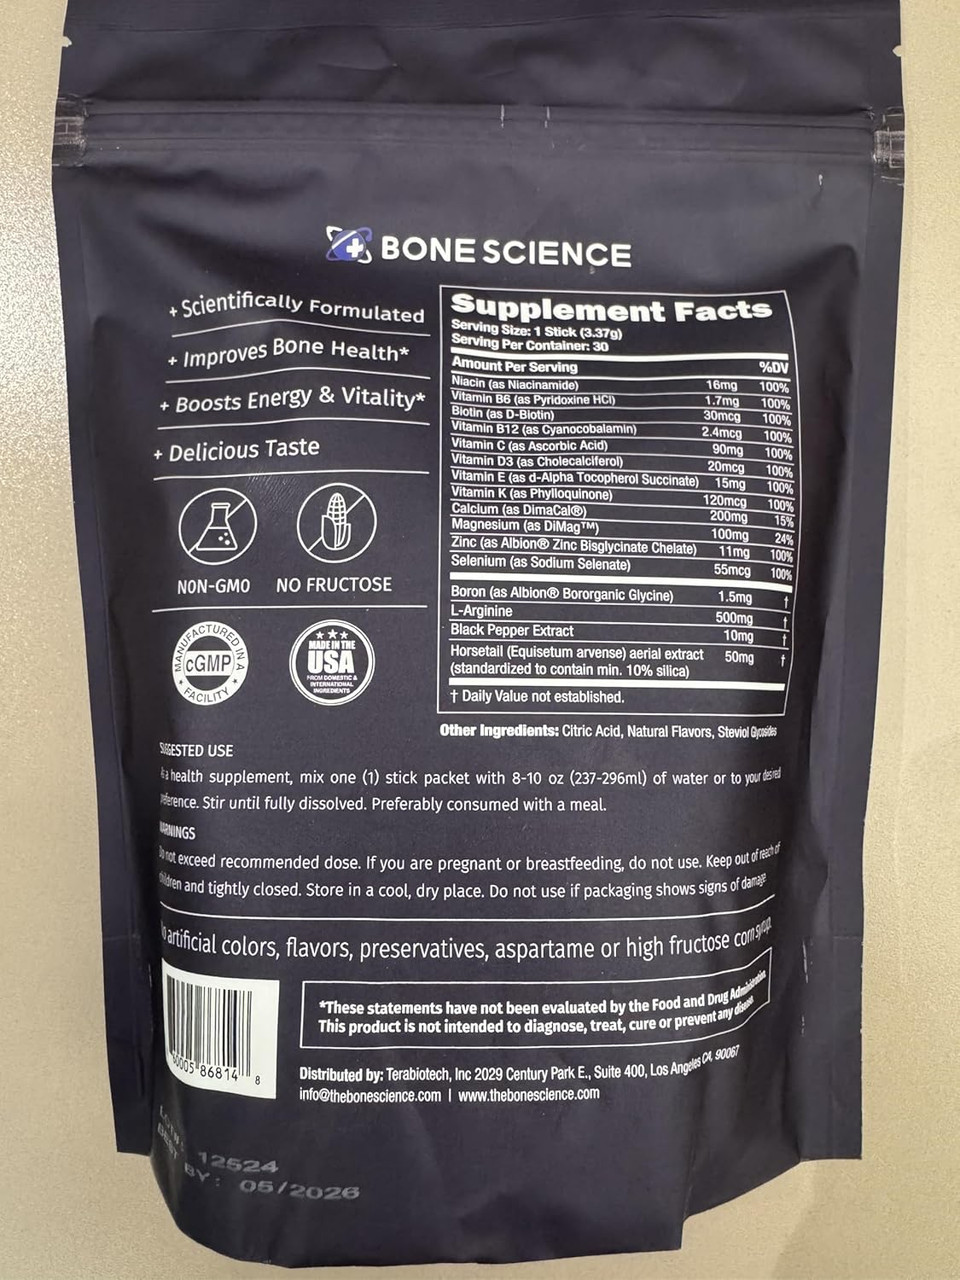 BONE SCIENCE
+ Scientifically Formulated
+ Improves Bone Health*
+ Boosts Energy & Vitality*
+ Delicious Taste
NON-GMO
NO FRUCTOSE
MANUFACTURED IN A
cGMP
FACILITY
MADE IN THE
USA
FROM DOMESTIC &
INTERNATIONAL
INGREDIENTS
Supplement Facts
Serving Size: 1 Stick (3.37g)
Serving Per Container: 30
Amount Per Serving %DV
Niacin (as Niacinamide) 16mg 100%
Vitamin B6 (as Pyridoxine HCl) 1.7mg 100%
Biotin (as D-Biotin) 30mcg 100%
Vitamin B12 (as Cyanocobalamin) 2.4mcg 100%
Vitamin C (as Ascorbic Acid) 90mg 100%
Vitamin D3 (as Cholecalciferol) 20mcg 100%
Vitamin E (as d-Alpha Tocopherol Succinate) 15mg 100%
Vitamin K (as Phylloquinone) 120mcg 100%
Calcium (as DimaCal®) 200mg 15%
Magnesium (as DiMag™) 100mg 24%
Zinc (as Albion® Zinc Bisglycinate Chelate) 11mg 100%
Selenium (as Sodium Selenate) 55mcg 100%
Boron (as Albion® Bororganic Glycine) 1.5mg †
L-Arginine 500mg †
Black Pepper Extract 10mg †
Horsetail (Equisetum arvense) aerial extract 50mg †
(standardized to contain min. 10% silica)
† Daily Value not established.
Other Ingredients: Citric Acid, Natural Flavors, Steviol Glycosides
SUGGESTED USE
health supplement, mix one (1) stick packet with 8-10 oz (237-296ml) of water or to your desired
preference. Stir until fully dissolved. Preferably consumed with a meal.
WARNINGS
Do not exceed recommended dose. If you are pregnant or breastfeeding, do not use. Keep out of reach of
children and tightly closed. Store in a cool, dry place. Do not use if packaging shows signs of damage.
No artificial colors, flavors, preservatives, aspartame or high fructose corn syrup.
*These statements have not been evaluated by the Food and Drug Administration.
This product is not intended to diagnose, treat, cure or prevent any disease.
Distributed by: Terabiotech, Inc 2029 Century Park E., Suite 400, Los Angeles CA, 90067
info@thebonescience.com | www.thebonescience.com
86814 8
12524
BEST BY: 05/2026